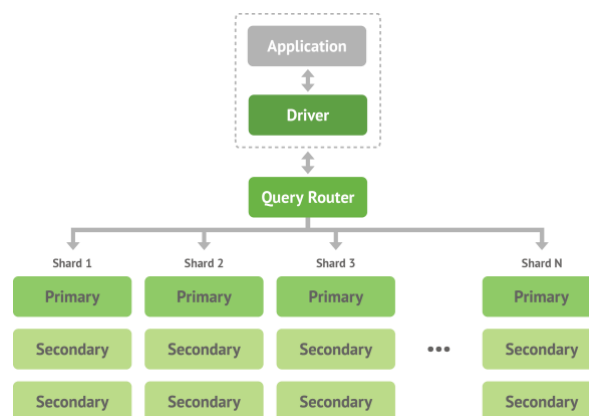 Application
Driver
Query Router
Shard 1 Shard 2 Shard 3 Shard N
Primary Primary Primary Primary
Secondary Secondary Secondary ••• Secondary
Secondary Secondary Secondary Secondary